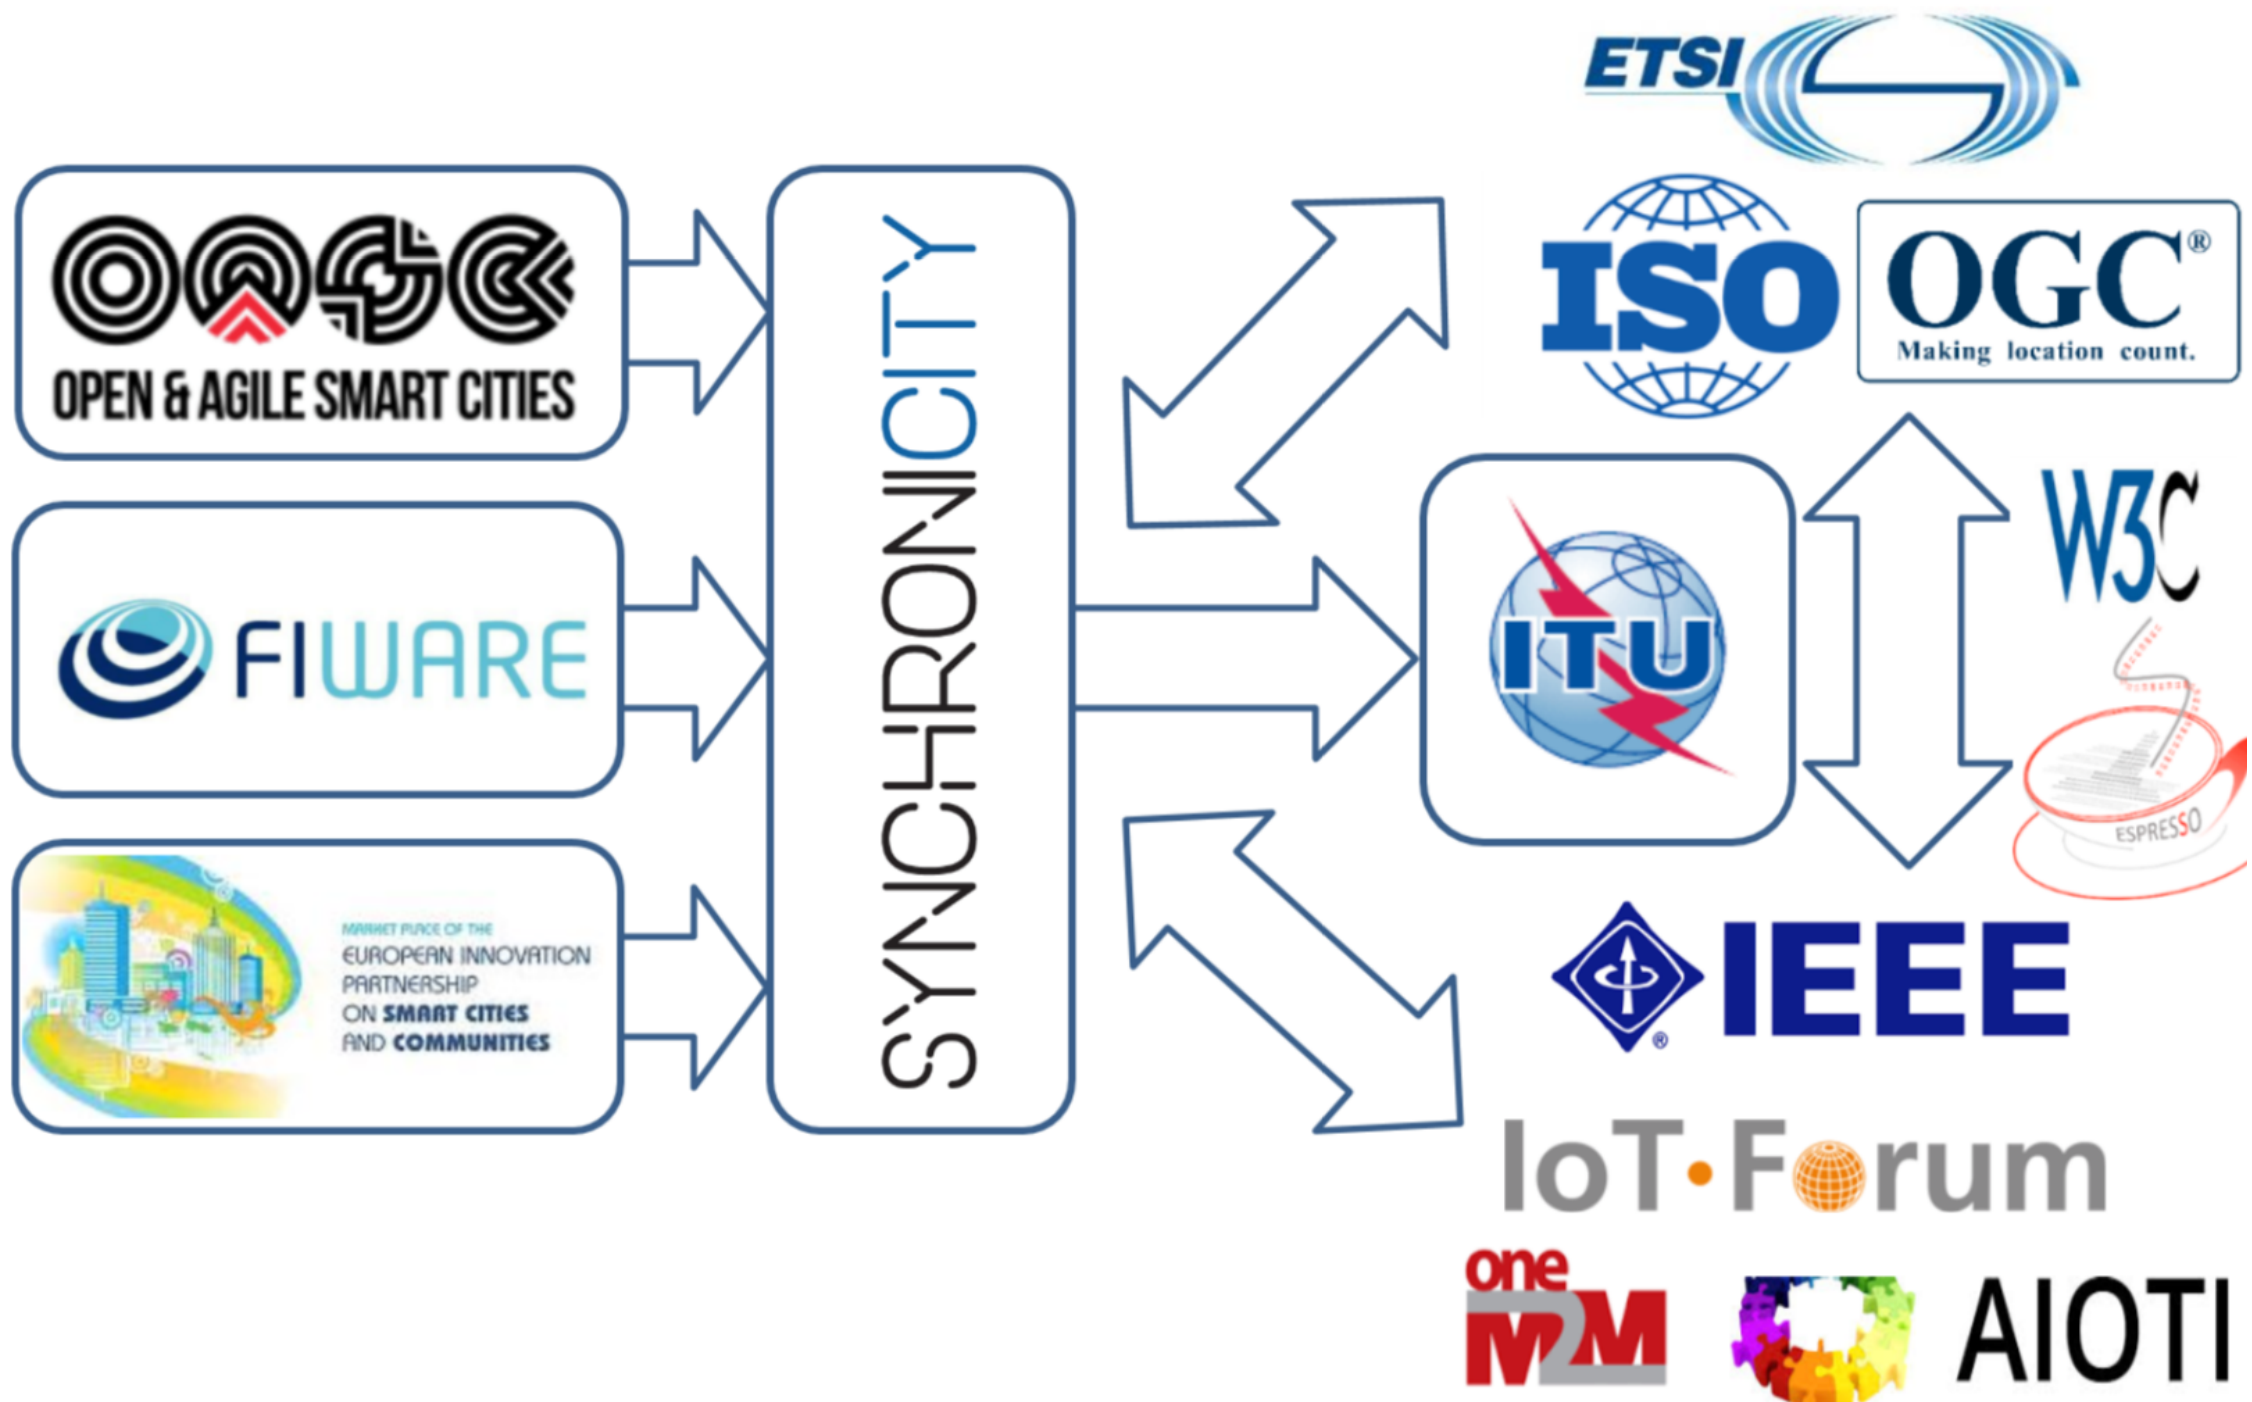 OASC
OPEN & AGILE SMART CITIES
FIWARE
MARKET PLACE OF THE
EUROPEAN INNOVATION
PARTNERSHIP
ON SMART CITIES
AND COMMUNITIES
SYNCHRONICITY
ETSI
ISO
OGC®
Making location count.
ITU
W3C
ESPRESSO
IEEE
®
IoT·Forum
one
M2M
AIOTI